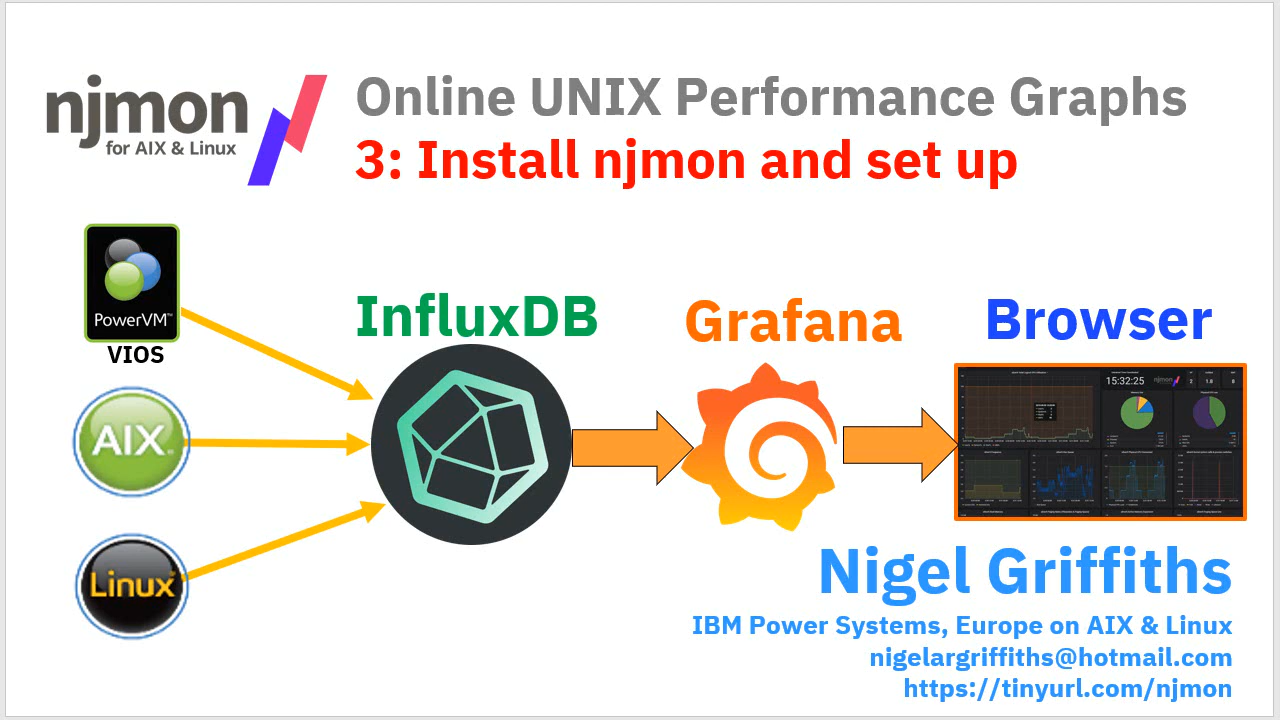 njmon
for AIX & Linux
Online UNIX Performance Graphs
3: Install njmon and set up
PowerVM™
VIOS
AIX
Linux
InfluxDB
Grafana
Browser
15:32:25
njmon
Nigel Griffiths
IBM Power Systems, Europe on AIX & Linux
nigelargriffiths@hotmail.com
https://tinyurl.com/njmon